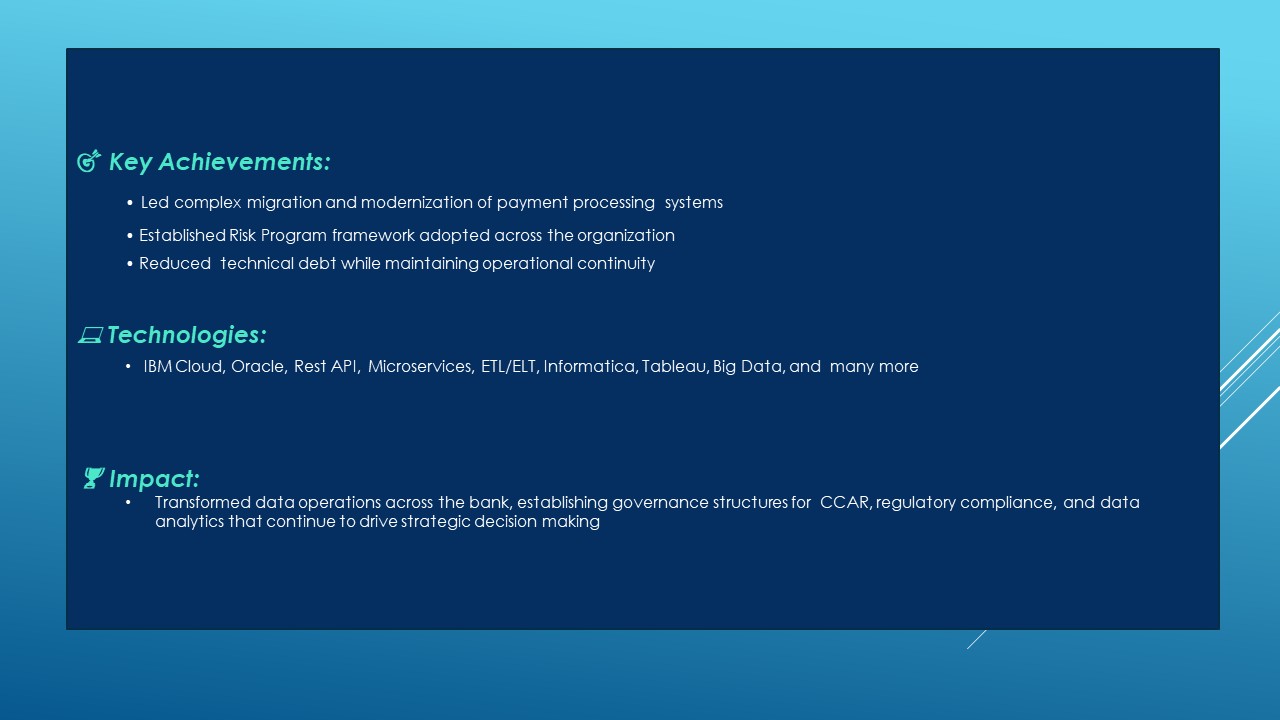 Key Achievements:
• Led complex migration and modernization of payment processing systems
• Established Risk Program framework adopted across the organization
• Reduced technical debt while maintaining operational continuity
Technologies:
• IBM Cloud, Oracle, Rest API, Microservices, ETL/ELT, Informatica, Tableau, Big Data, and many more
Impact:
• Transformed data operations across the bank, establishing governance structures for CCAR, regulatory compliance, and data
analytics that continue to drive strategic decision making